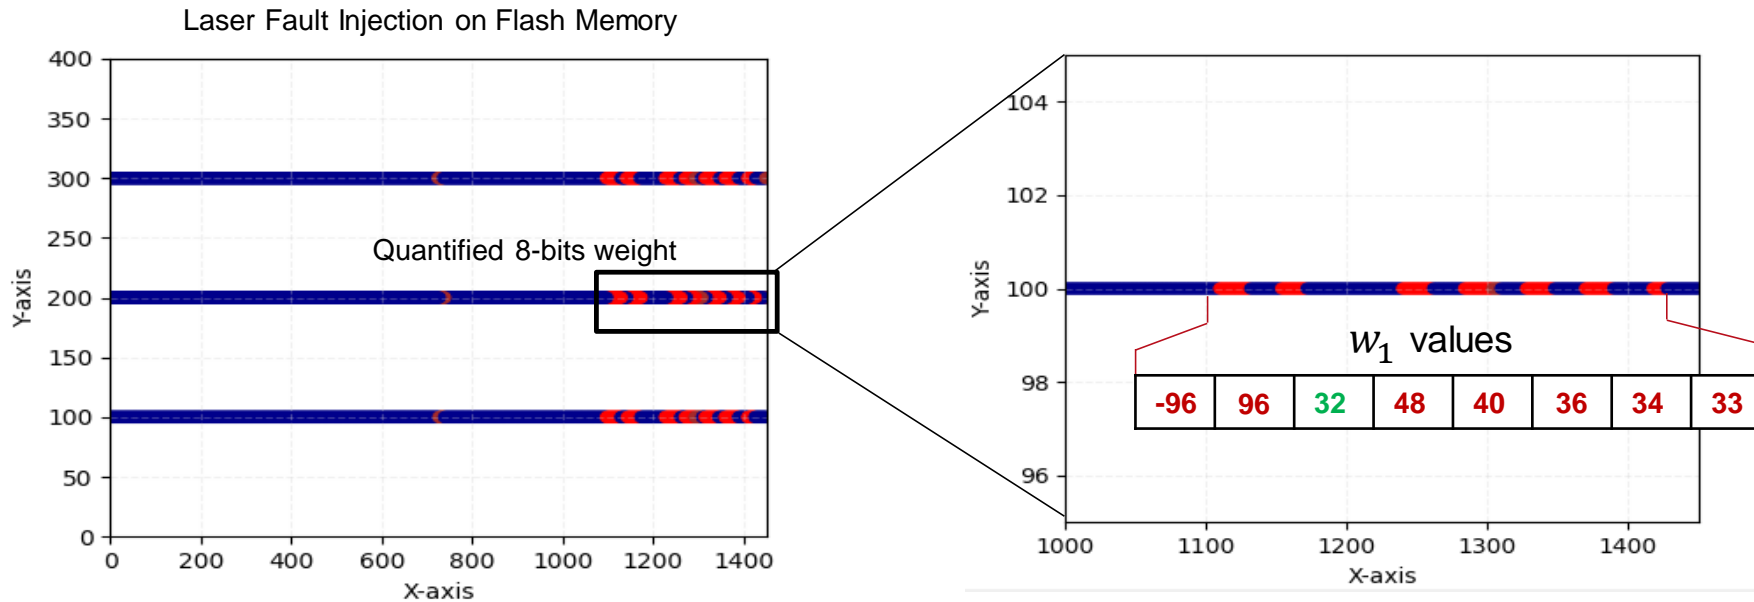 Laser Fault Injection on Flash Memory
400
350
300
250
200
150
100
50
0
Y-axis
Quantified 8-bits weight
0 200 400 600 800 1000 1200 1400
X-axis
104
102
100
98
96
Y-axis
w₁ values
-96 96 32 48 40 36 34 33
1000 1100 1200 1300 1400
X-axis